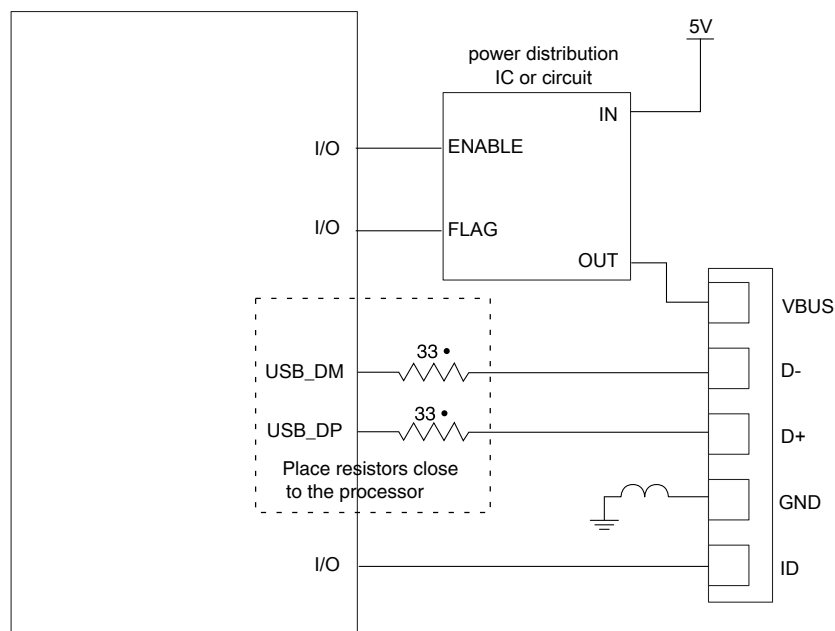 5V
power distribution
IC or circuit
IN
I/O
ENABLE
I/O
FLAG
OUT
VBUS
33 •
USB_DM
D-
33 •
USB_DP
D+
Place resistors close
to the processor
GND
I/O
ID